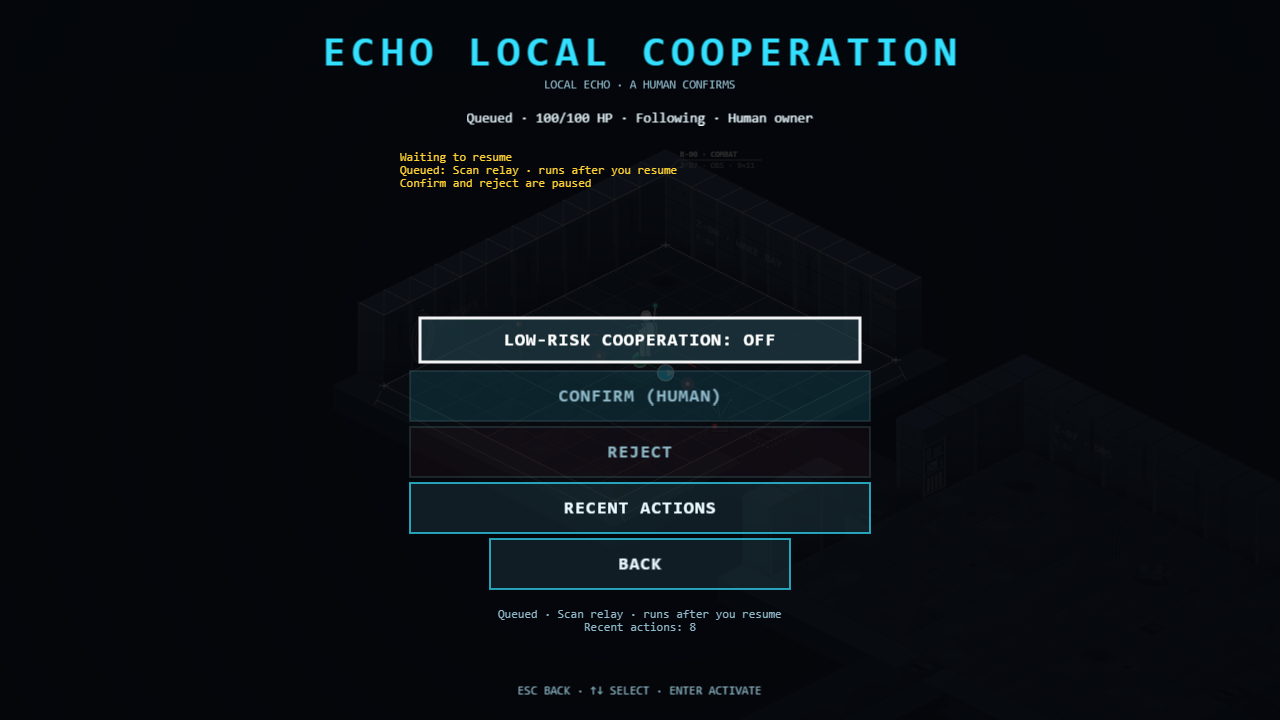 ECHO LOCAL COOPERATION
LOCAL ECHO · A HUMAN CONFIRMS
Queued · 100/100 HP · Following · Human owner
Waiting to resume
Queued: Scan relay · runs after you resume
Confirm and reject are paused
LOW-RISK COOPERATION: OFF
CONFIRM (HUMAN)
REJECT
RECENT ACTIONS
BACK
Queued · Scan relay · runs after you resume
Recent actions: 8
ESC BACK · ↑↓ SELECT · ENTER ACTIVATE